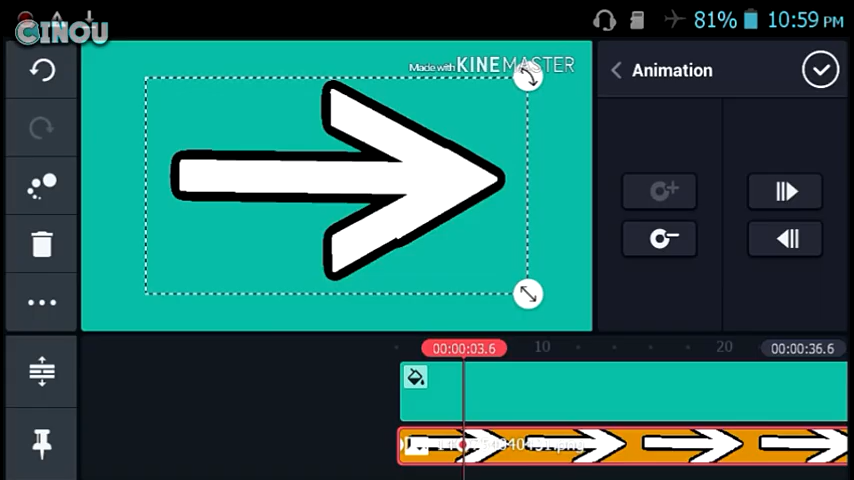 CINOU
81% 10:59 PM
Made with KINEMASTER
Animation
00:00:03.6 10 20 00:00:36.6
.png